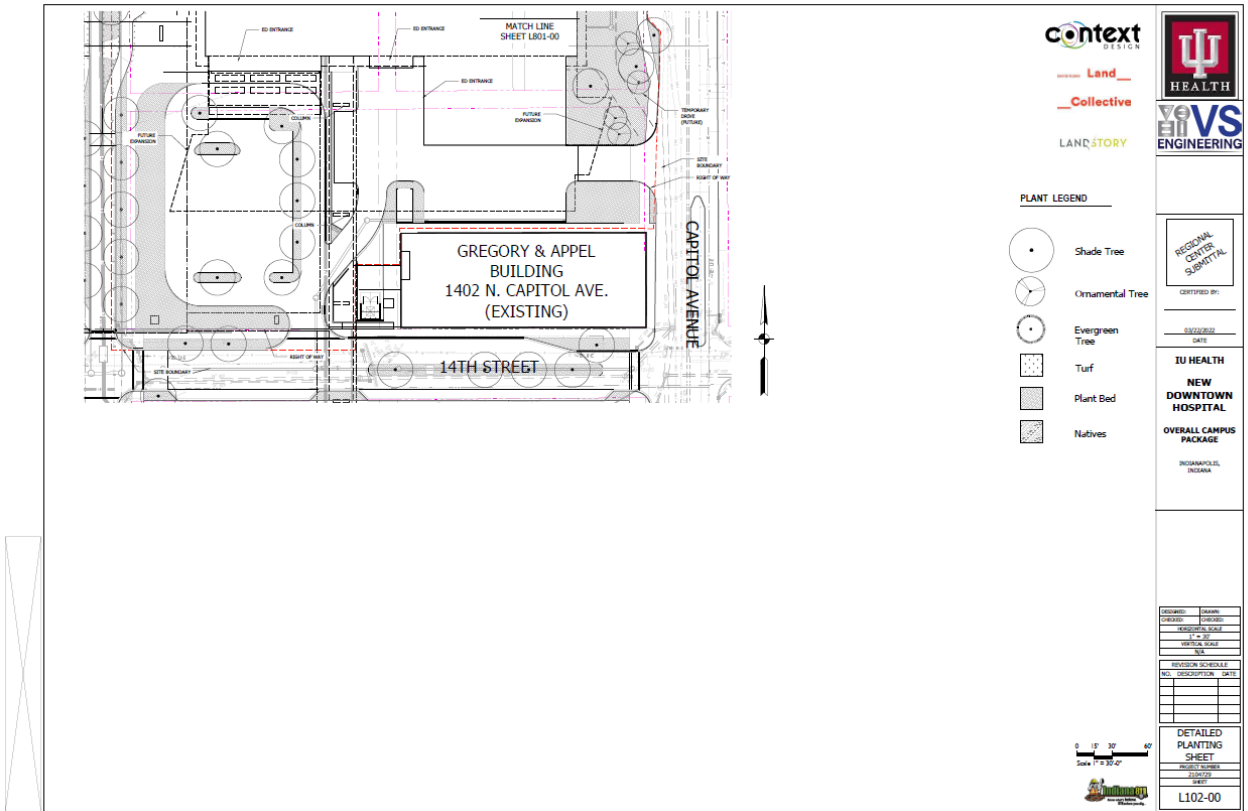 MATCH LINE
SHEET L801-00
ED ENTRANCE
ED ENTRANCE
ED ENTRANCE
COLUMN
FUTURE
EXPANSION
FUTURE
EXPANSION
TEMPORARY
DRIVE
(FUTURE)
SITE
BOUNDARY
RIGHT OF WAY
COLUMN
GREGORY & APPEL
BUILDING
1402 N. CAPITOL AVE.
(EXISTING)
CAPITOL AVENUE
RIGHT OF WAY
SITE BOUNDARY
14TH STREET
context
DESIGN
Land__
__Collective
LANDSTORY
PLANT LEGEND
Shade Tree
Ornamental Tree
Evergreen
Tree
Turf
Plant Bed
Natives
0 15' 30' 60'
Scale 1" = 30'-0"
HEALTH
VS
ENGINEERING
REGIONAL
CENTER
SUBMITTAL
CERTIFIED BY:
03/22/2022
DATE
IU HEALTH
NEW
DOWNTOWN
HOSPITAL
OVERALL CAMPUS
PACKAGE
INDIANAPOLIS,
INDIANA
DESIGNED: DRAWN:
CHECKED: CHECKED:
HORIZONTAL SCALE
1" = 30'
VERTICAL SCALE
N/A
REVISION SCHEDULE
NO. DESCRIPTION DATE
DETAILED
PLANTING
SHEET
PROJECT NUMBER
SHEET
L102-00